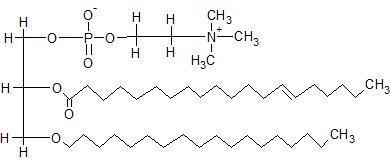 O-
H H H CH3
H O P O N+ CH3
O H H H3C
H O CH3
O
H O CH3
H